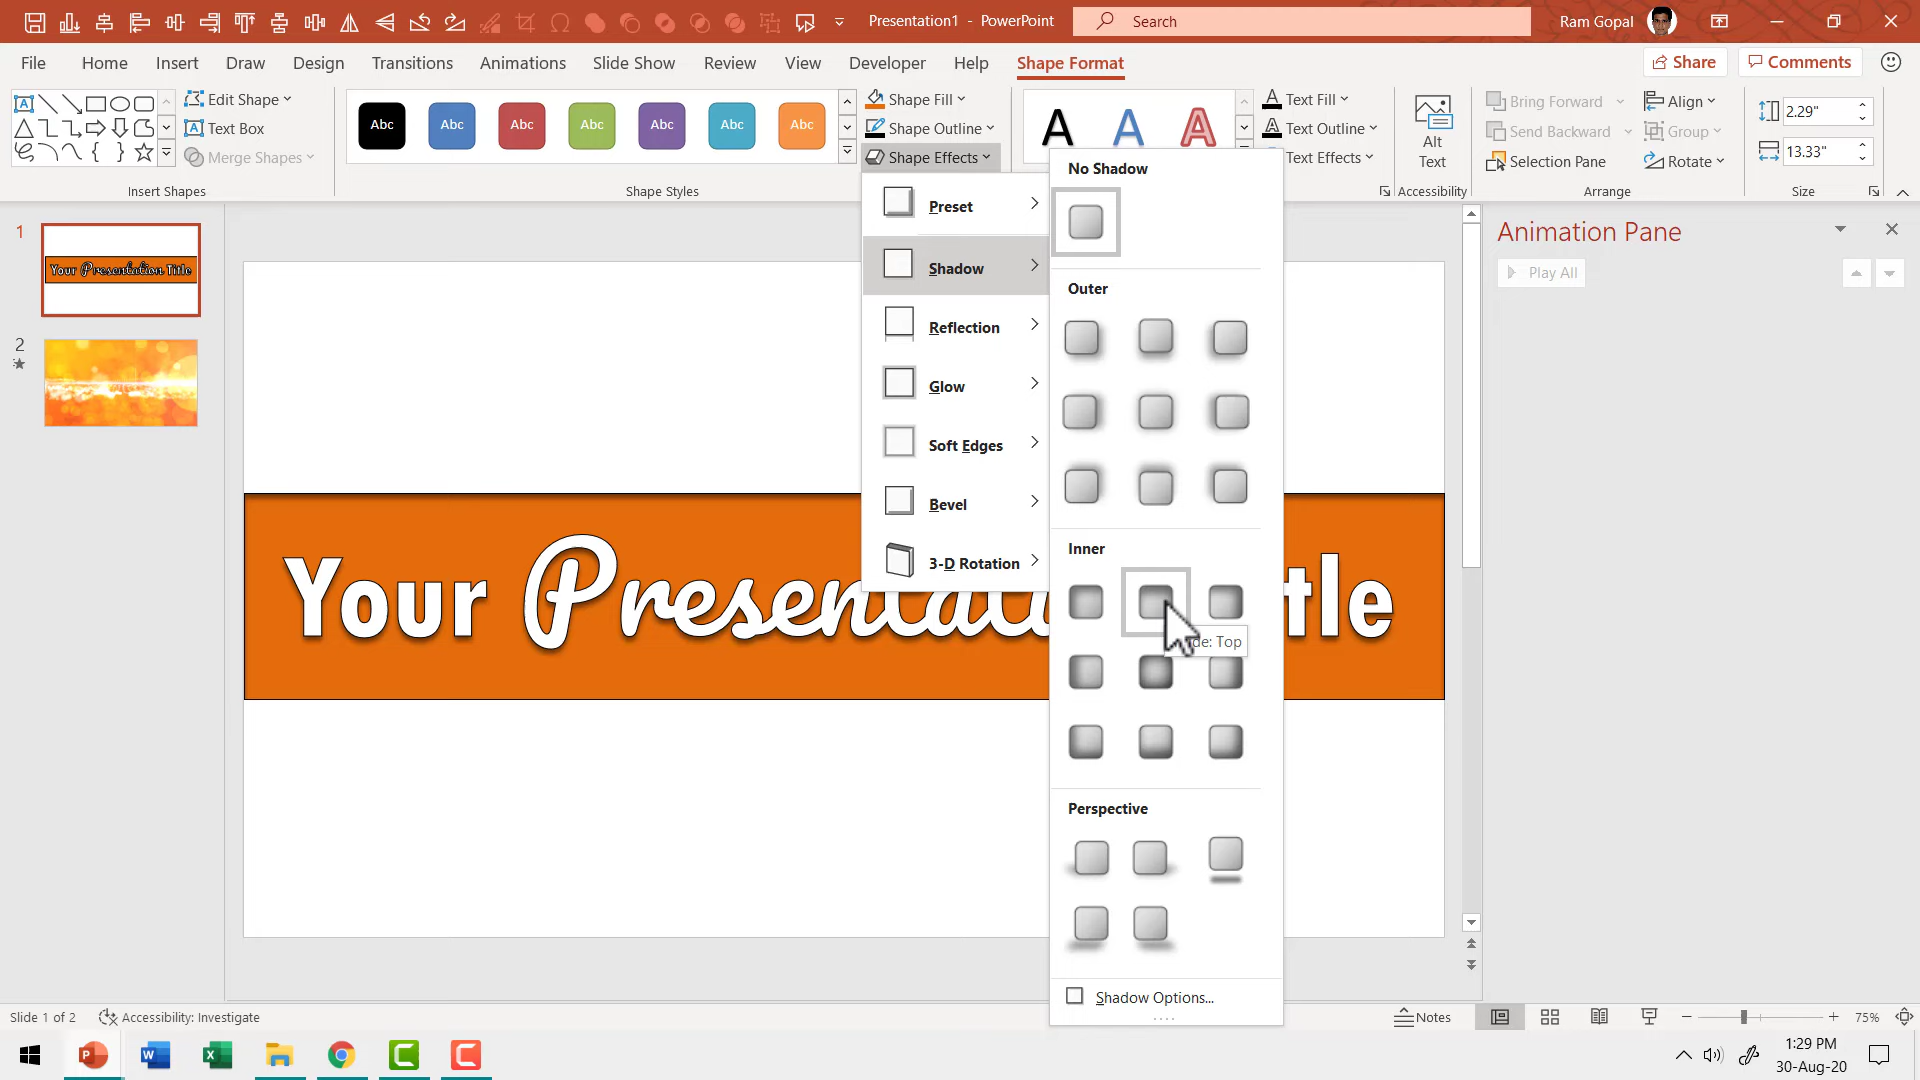 Presentation1 - PowerPoint
Search
Ram Gopal
File
Home
Insert
Draw
Design
Transitions
Animations
Slide Show
Review
View
Developer
Help
Shape Format
Share
Comments
Edit Shape
Text Box
Merge Shapes
Insert Shapes
Abc
Abc
Abc
Abc
Abc
Abc
Abc
Shape Styles
Shape Fill
Shape Outline
Shape Effects
A
A
A
Text Fill
Text Outline
Text Effects
Alt
Text
Accessibility
Bring Forward
Send Backward
Selection Pane
Align
Group
Rotate
Arrange
2.29"
13.33"
Size
1
Your Presentation Title
2
Preset
Shadow
Reflection
Glow
Soft Edges
Bevel
3-D Rotation
No Shadow
Outer
Inner
de: Top
Perspective
Shadow Options...
Your Presentati tle
Animation Pane
Play All
Slide 1 of 2
Accessibility: Investigate
Notes
75%
1:29 PM
30-Aug-20